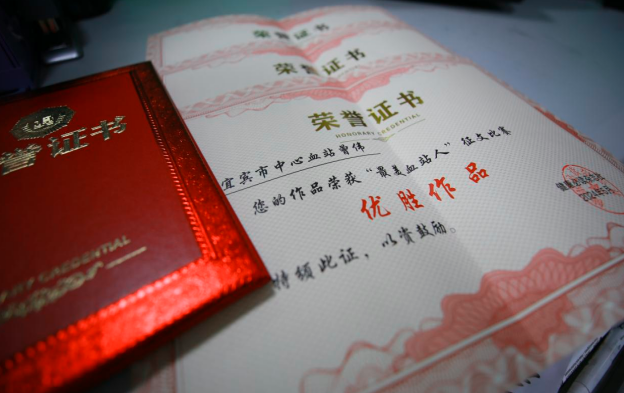 荣誉证书
荣誉证书
荣誉证书
HONORARY CREDENTIAL
宜宾市中心血站曾伟
您的作品荣获“最美血站人”征文比赛
优胜作品
特颁此证，以资鼓励。
誉证书
CREDENTIAL